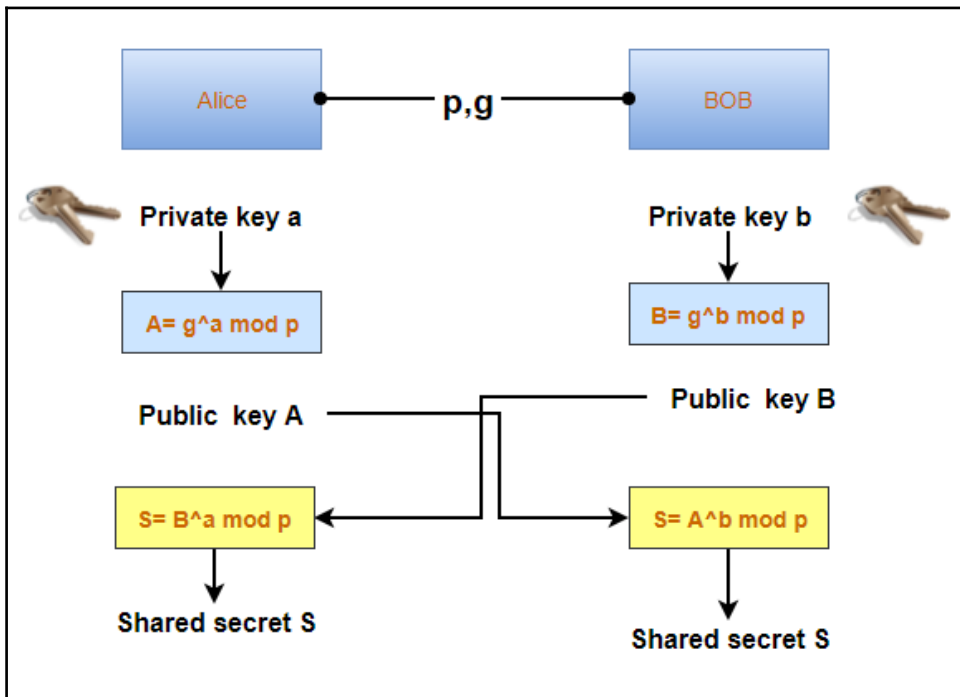 Alice
p,g
BOB
Private key a
Private key b
A= g^a mod p
B= g^b mod p
Public key A
Public key B
S= B^a mod p
S= A^b mod p
Shared secret S
Shared secret S